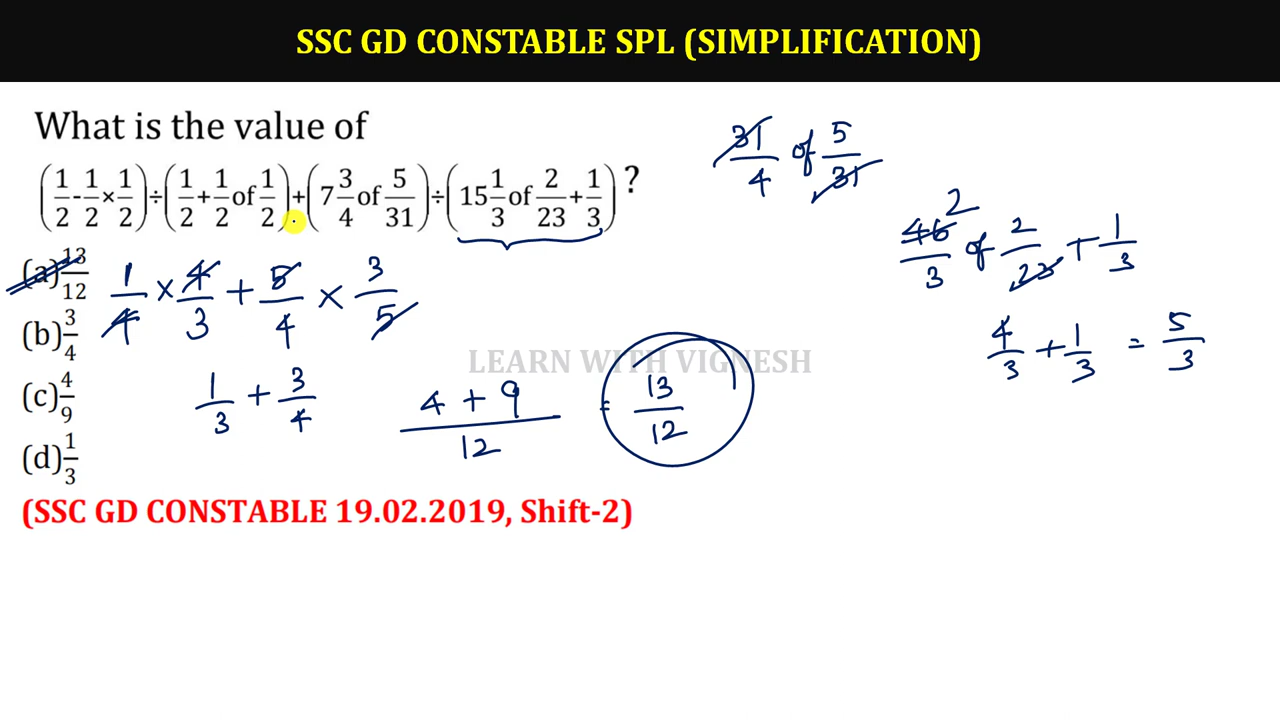 SSC GD CONSTABLE SPL (SIMPLIFICATION)
What is the value of
(1/2 - 1/2 × 1/2) ÷ (1/2 + 1/2 of 1/2) + (7 3/4 of 5/31) ÷ (15 1/3 of 2/23 + 1/3) ?
31/4 of 5/31
2
46/3 of 2/23 + 1/3
4/3 + 1/3 = 5/3
(a) 13/12
1/4 × 4/3 + 5/4 × 3/5
(b) 3/4
LEARN WITH VIGNESH
(c) 4/9
1/3 + 3/4
4 + 9 / 12 = 13/12
(d) 1/3
(SSC GD CONSTABLE 19.02.2019, Shift-2)